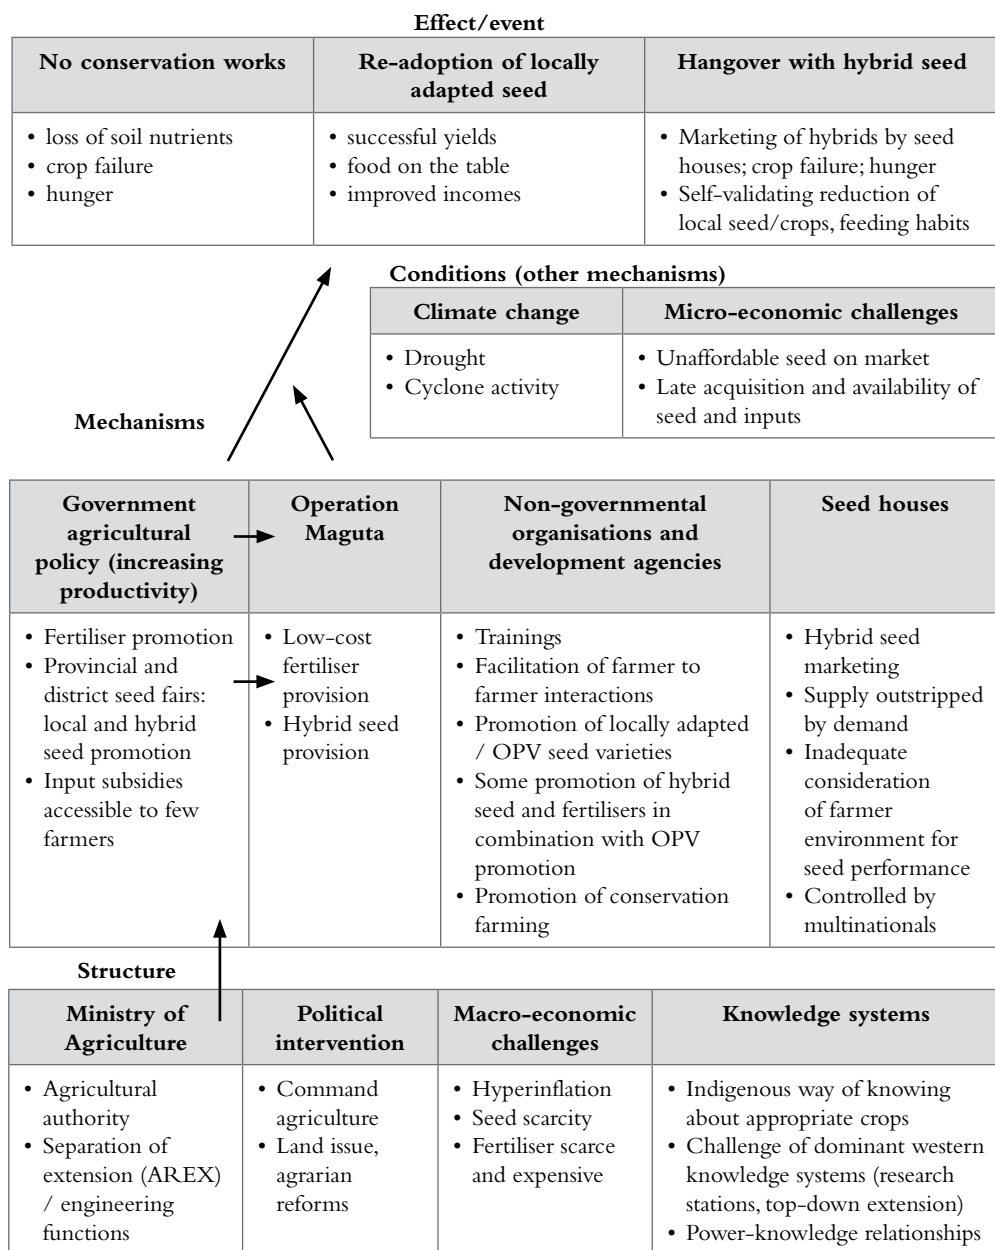 Effect/event
No conservation works
• loss of soil nutrients
• crop failure
• hunger
Re-adoption of locally
adapted seed
• successful yields
• food on the table
• improved incomes
Hangover with hybrid seed
• Marketing of hybrids by seed
houses; crop failure; hunger
• Self-validating reduction of
local seed/crops, feeding habits
Conditions (other mechanisms)
Climate change
• Drought
• Cyclone activity
Micro-economic challenges
• Unaffordable seed on market
• Late acquisition and availability of
seed and inputs
Mechanisms
Government
agricultural
policy (increasing
productivity)
• Fertiliser promotion
• Provincial and
district seed fairs:
local and hybrid
seed promotion
• Input subsidies
accessible to few
farmers
Operation
Maguta
• Low-cost
fertiliser
provision
• Hybrid seed
provision
Non-governmental
organisations and
development agencies
• Trainings
• Facilitation of farmer to
farmer interactions
• Promotion of locally adapted
/ OPV seed varieties
• Some promotion of hybrid
seed and fertilisers in
combination with OPV
promotion
• Promotion of conservation
farming
Seed houses
• Hybrid seed
marketing
• Supply outstripped
by demand
• Inadequate
consideration
of farmer
environment for
seed performance
• Controlled by
multinationals
Structure
Ministry of
Agriculture
• Agricultural
authority
• Separation of
extension (AREX)
/ engineering
functions
Political
intervention
• Command
agriculture
• Land issue,
agrarian
reforms
Macro-economic
challenges
• Hyperinflation
• Seed scarcity
• Fertiliser scarce
and expensive
Knowledge systems
• Indigenous way of knowing
about appropriate crops
• Challenge of dominant western
knowledge systems (research
stations, top-down extension)
• Power-knowledge relationships